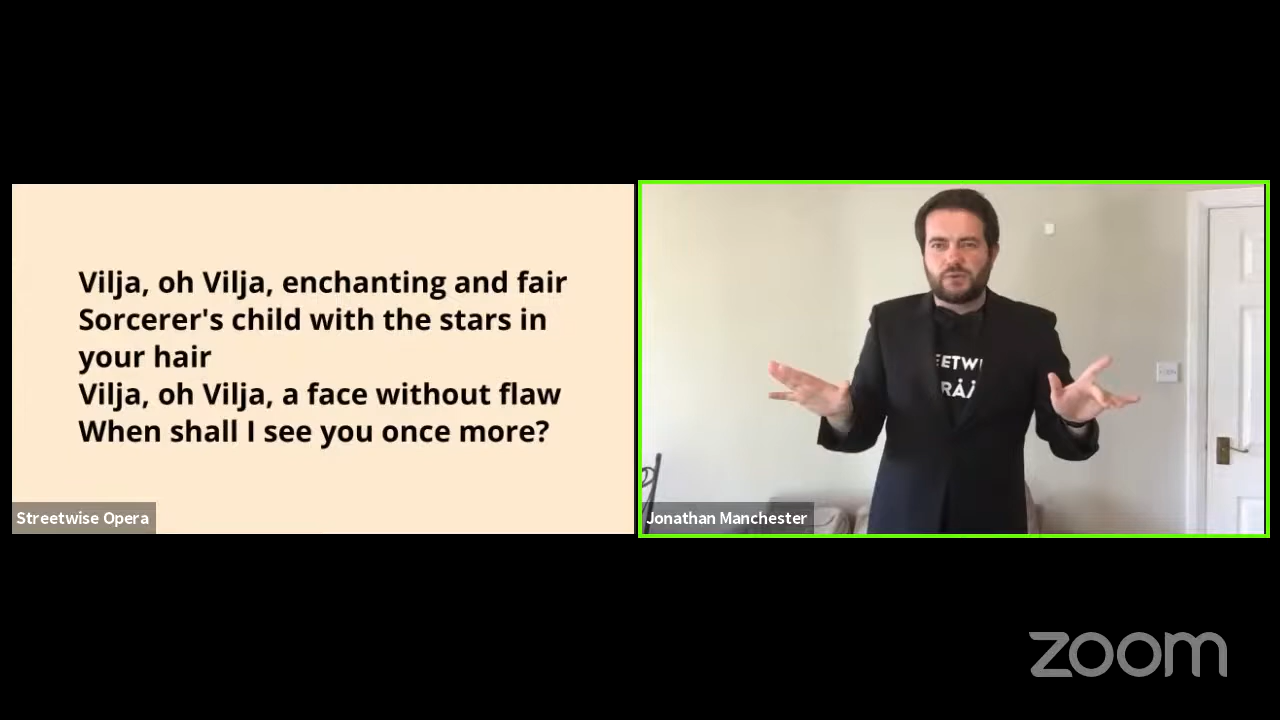 Vilja, oh Vilja, enchanting and fair
Sorcerer's child with the stars in
your hair
Vilja, oh Vilja, a face without flaw
When shall I see you once more?
Streetwise Opera
Jonathan Manchester
zoom